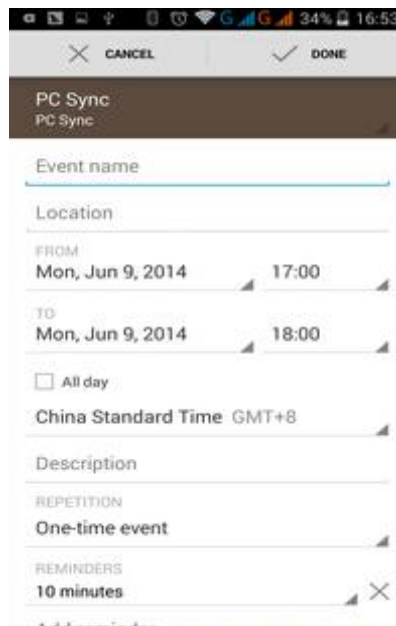 G G 34% 16:53
CANCEL DONE
PC Sync
PC Sync
Event name
Location
FROM
Mon, Jun 9, 2014 17:00
TO
Mon, Jun 9, 2014 18:00
All day
China Standard Time GMT+8
Description
REPETITION
One-time event
REMINDERS
10 minutes